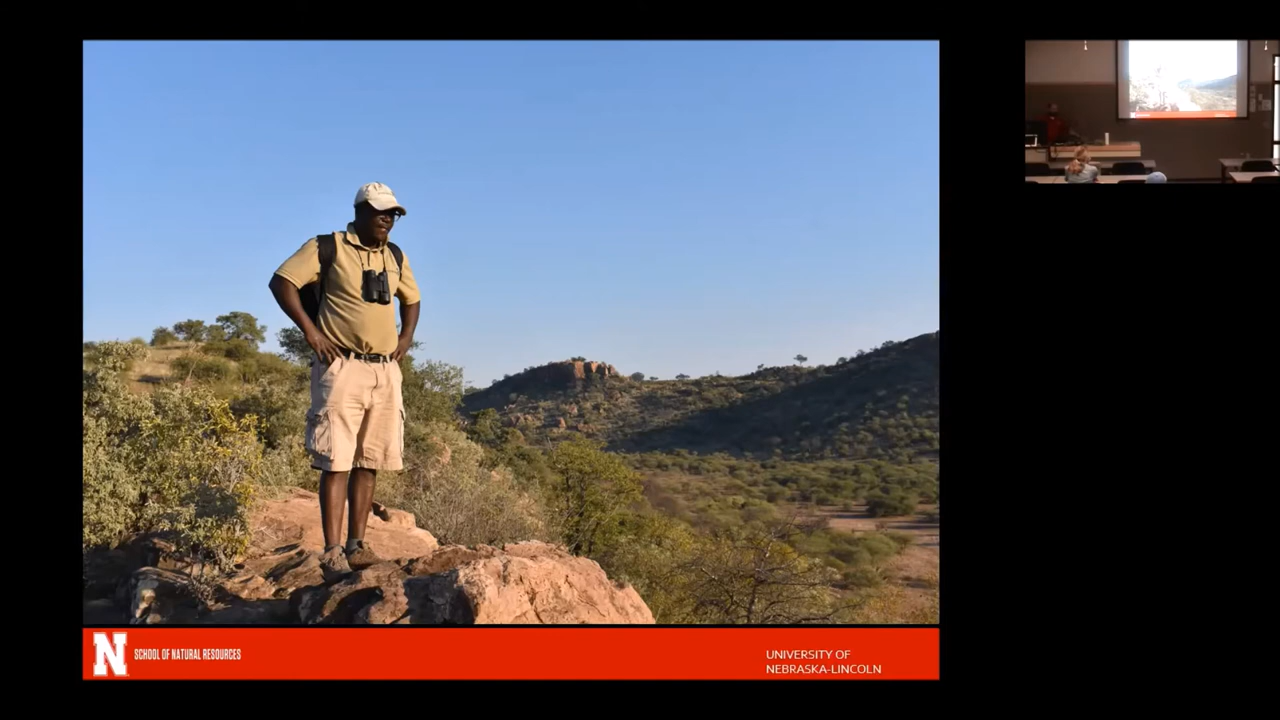 N
SCHOOL OF NATURAL RESOURCES
UNIVERSITY OF
NEBRASKA-LINCOLN